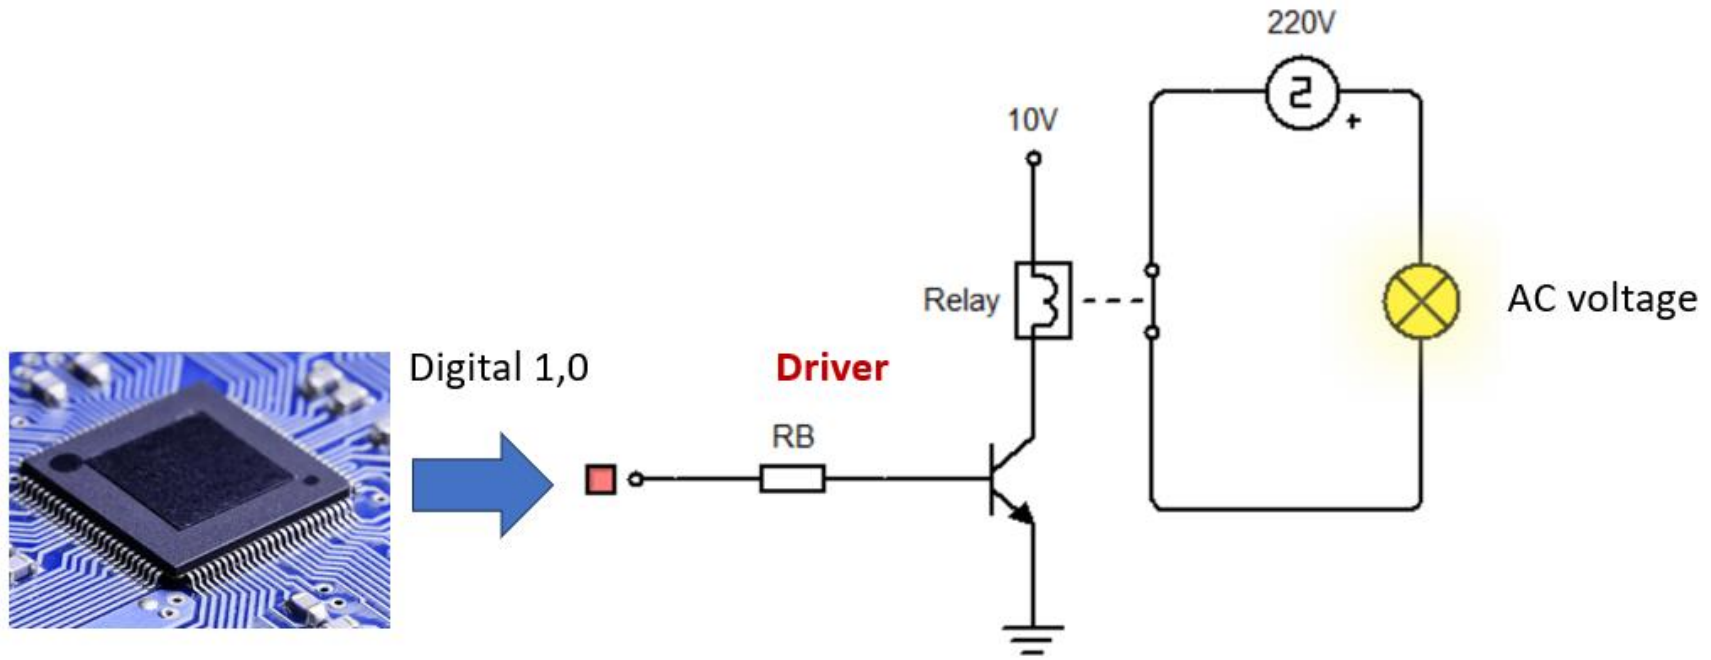 220V
10V
Relay
AC voltage
Digital 1,0
Driver
RB
+